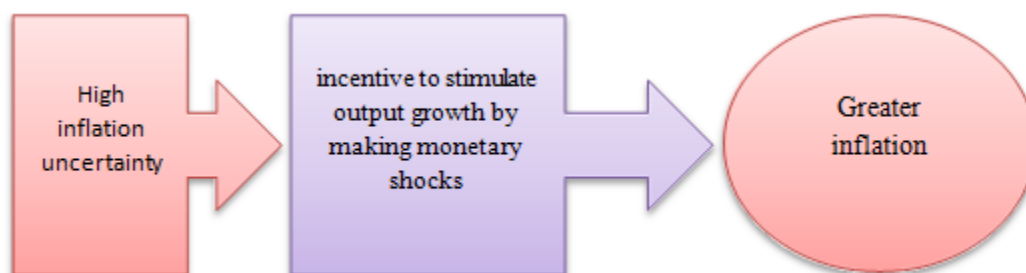 High
inflation
uncertainty
incentive to stimulate
output growth by
making monetary
shocks
Greater
inflation